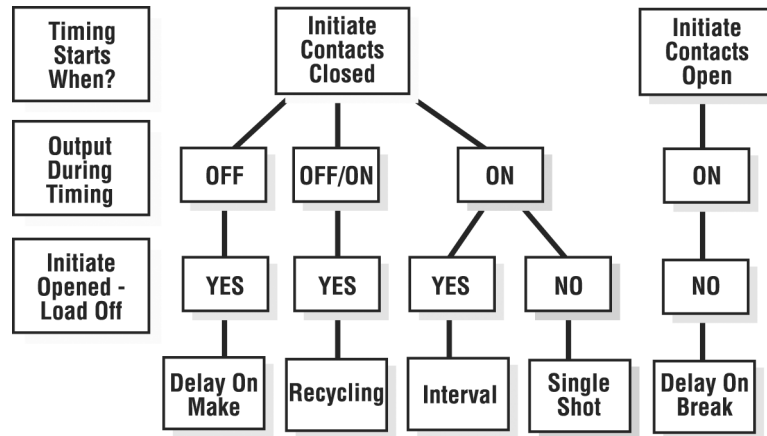 Timing
Starts
When?
Initiate
Contacts
Closed
Initiate
Contacts
Open
Output
During
Timing
OFF
OFF/ON
ON
ON
Initiate
Opened -
Load Off
YES
YES
YES
NO
NO
Delay On
Make
Recycling
Interval
Single
Shot
Delay On
Break